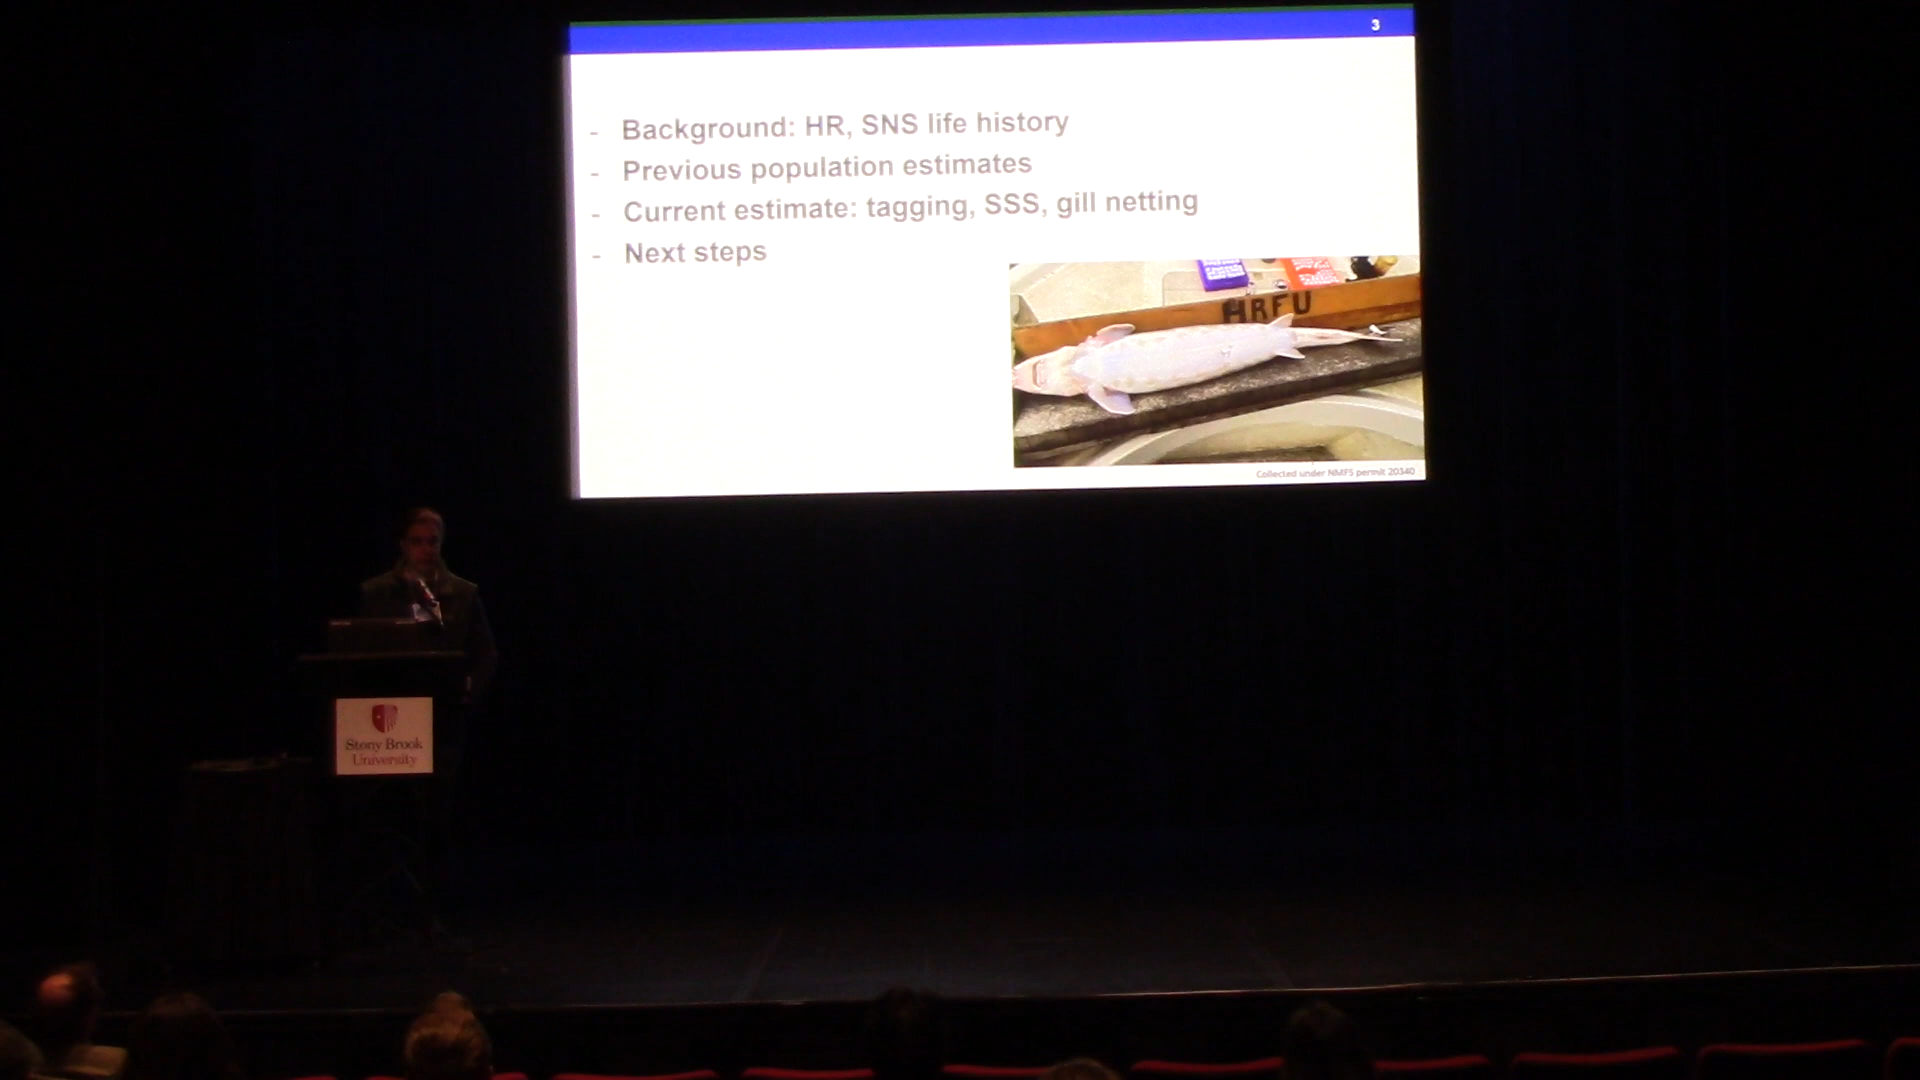 3
- Background: HR, SNS life history
- Previous population estimates
- Current estimate: tagging, SSS, gill netting
- Next steps
HRFU
Collected under NMFS permit 20340
Stony Brook
University